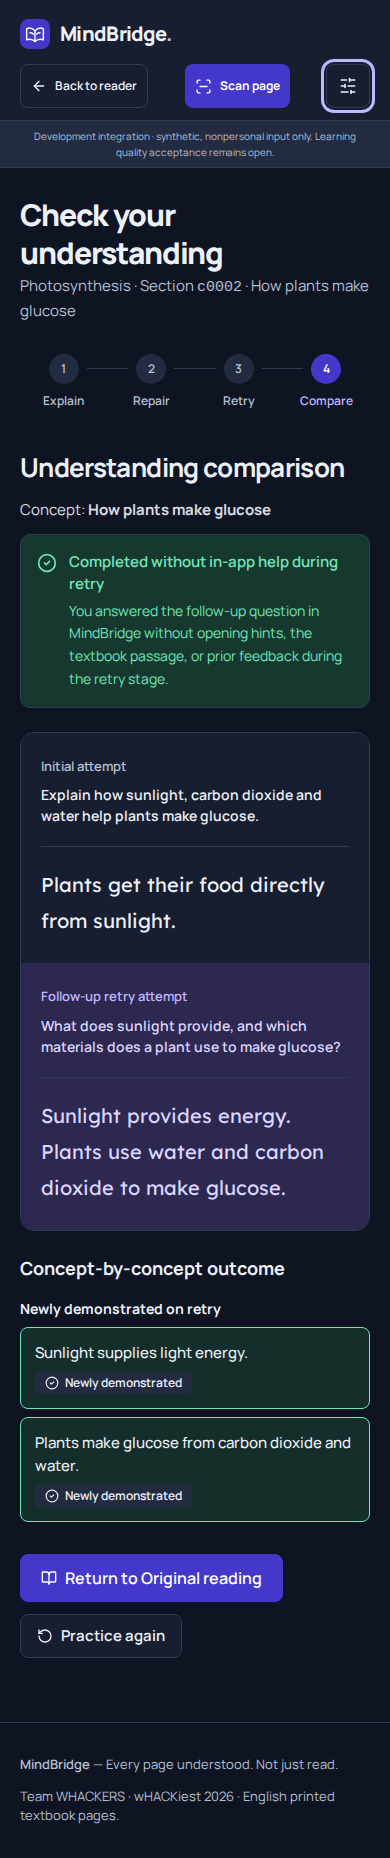 MindBridge.
Back to reader
Scan page
Development integration · synthetic, nonpersonal input only. Learning
quality acceptance remains open.
Check your
understanding
Photosynthesis · Section c0002 · How plants make
glucose
1
2
3
4
Explain
Repair
Retry
Compare
Understanding comparison
Concept: How plants make glucose
Completed without in-app help during
retry
You answered the follow-up question in
MindBridge without opening hints, the
textbook passage, or prior feedback during
the retry stage.
Initial attempt
Explain how sunlight, carbon dioxide and
water help plants make glucose.
Plants get their food directly
from sunlight.
Follow-up retry attempt
What does sunlight provide, and which
materials does a plant use to make glucose?
Sunlight provides energy.
Plants use water and carbon
dioxide to make glucose.
Concept-by-concept outcome
Newly demonstrated on retry
Sunlight supplies light energy.
Newly demonstrated
Plants make glucose from carbon dioxide and
water.
Newly demonstrated
Return to Original reading
Practice again
MindBridge — Every page understood. Not just read.
Team WHACKERS · wHACKiest 2026 · English printed
textbook pages.